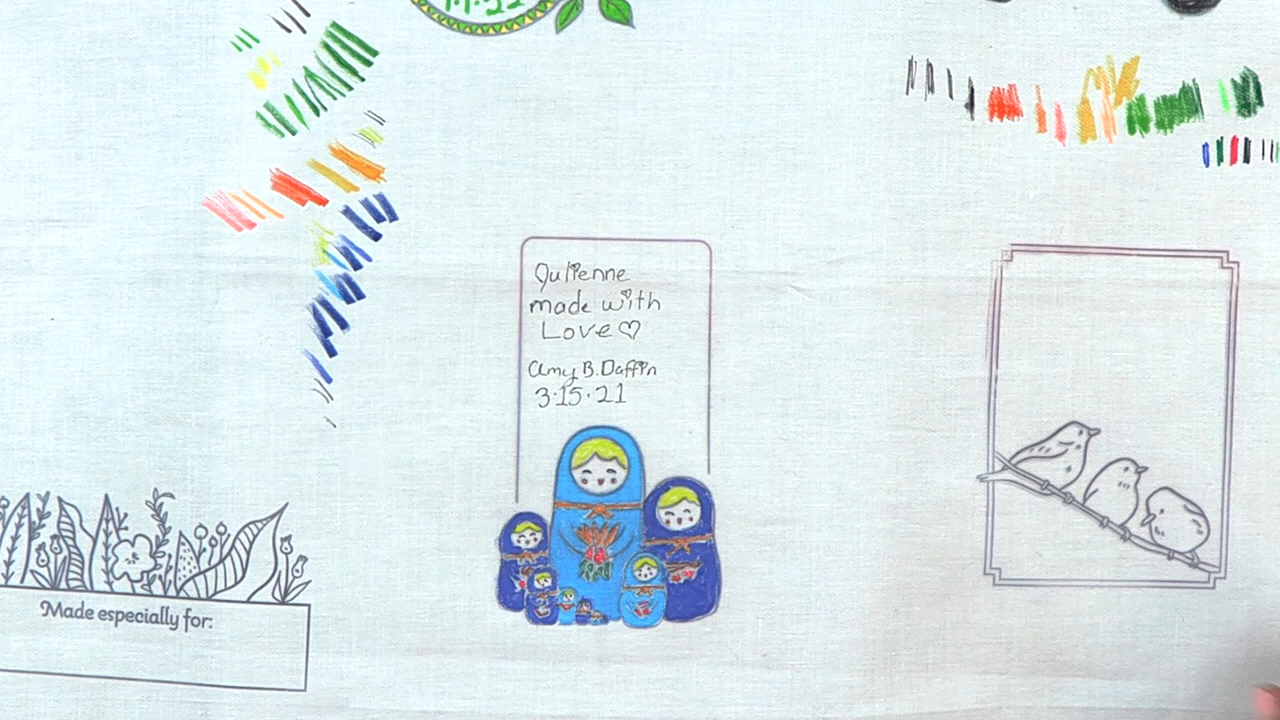 Julienne
made with
Love♡
Amy B. Daffin
3·15·21
Made especially for: